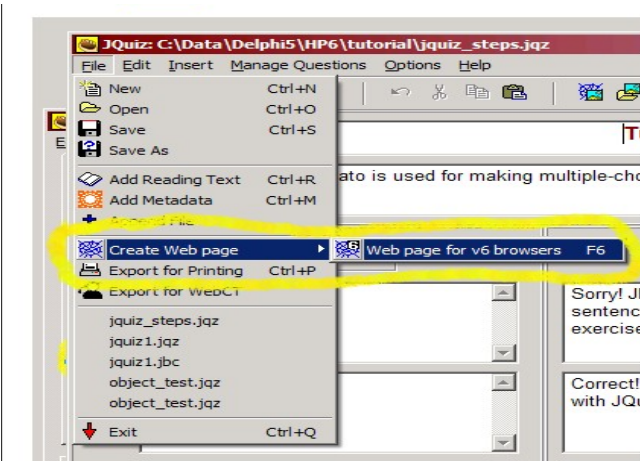 JQuiz: C:\Data\Delphi5\HP6\tutorial\jquiz_steps.jqz
File Edit Insert Manage Questions Options Help
New Ctrl+N
Open Ctrl+O
Save Ctrl+S
Save As
Add Reading Text Ctrl+R
ato is used for making multiple-cho
Add Metadata Ctrl+M
Append File
Create Web page
Web page for v6 browsers F6
Export for Printing Ctrl+P
Export for WebCT
jquiz_steps.jqz
jquiz1.jqz
jquiz1.jbc
object_test.jqz
object_test.jqz
Exit Ctrl+Q
Sorry!
sentenc
exercise
Correct!
with JQu